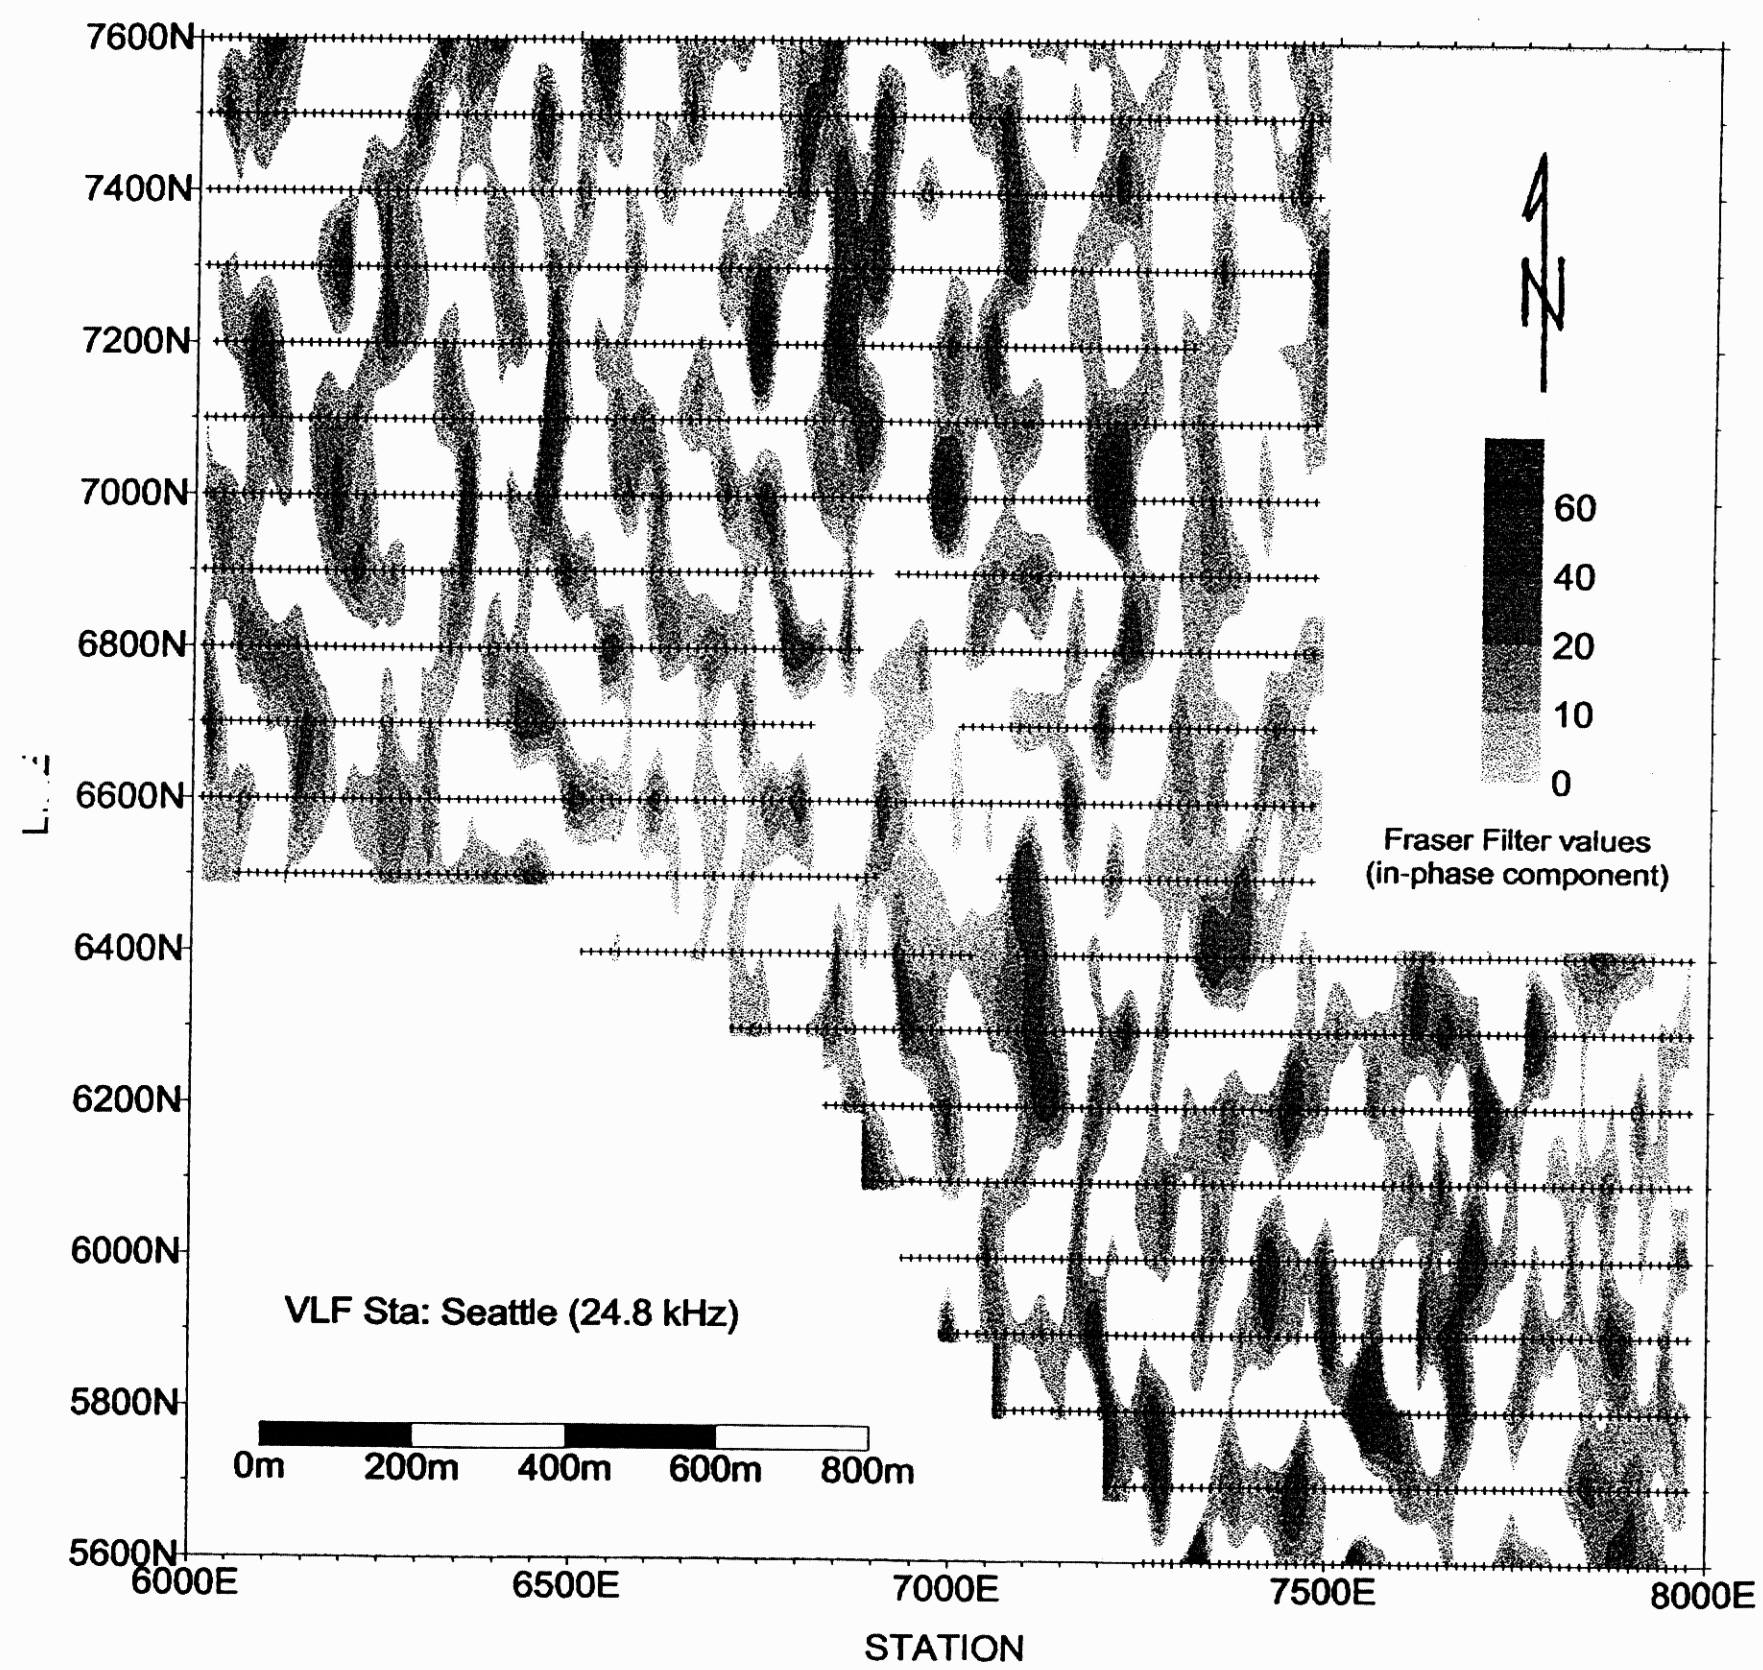 7600N
7400N
7200N
7000N
6800N
6600N
6400N
6200N
6000N
5800N
5600N
N
60
40
20
10
0
Fraser Filter values
(in-phase component)
VLF Sta: Seattle (24.8 kHz)
0m 200m 400m 600m 800m
6000E 6500E 7000E 7500E 8000E
STATION